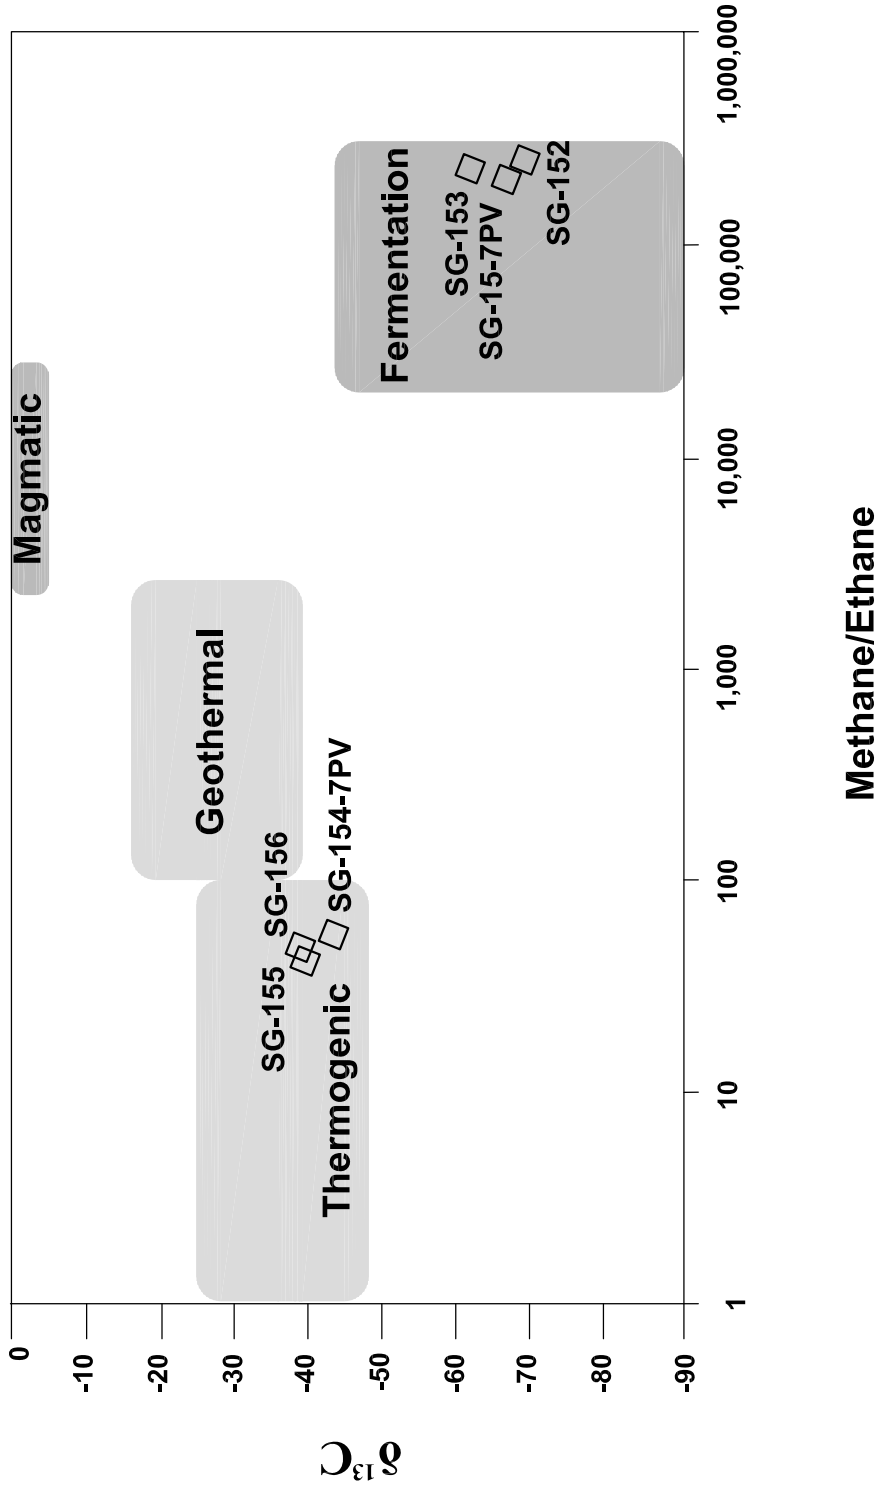 0
-10
-20
-30
-40
-50
-60
-70
-80
-90
δ¹³C
Magmatic
Geothermal
SG-156
SG-155
SG-154-7PV
Thermogenic
Fermentation
SG-153
SG-15-7PV
SG-152
1
10
100
1,000
10,000
100,000
1,000,000
Methane/Ethane